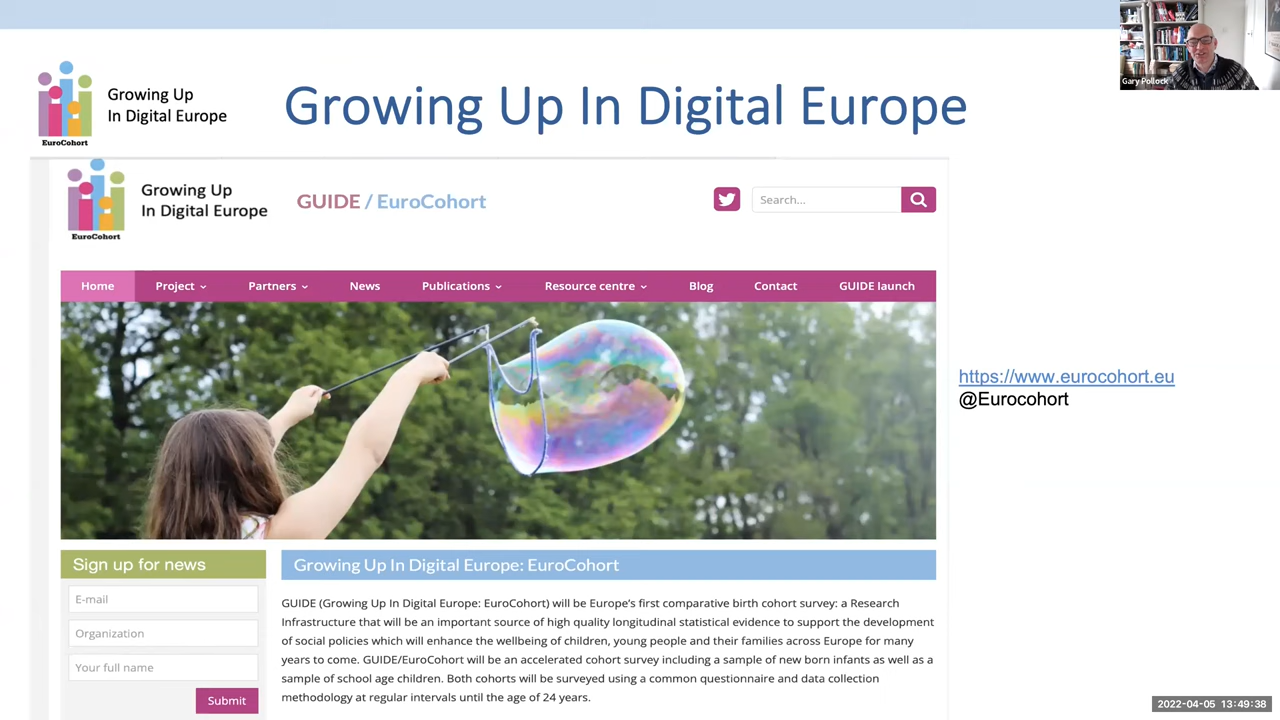 Gary Pollock
Growing Up
In Digital Europe
EuroCohort
Growing Up In Digital Europe
Growing Up
In Digital Europe
EuroCohort
GUIDE / EuroCohort
Search...
Home
Project
Partners
News
Publications
Resource centre
Blog
Contact
GUIDE launch
https://www.eurocohort.eu
@Eurocohort
Sign up for news
E-mail
Organization
Your full name
Submit
Growing Up In Digital Europe: EuroCohort
GUIDE (Growing Up In Digital Europe: EuroCohort) will be Europe’s first comparative birth cohort survey: a Research
Infrastructure that will be an important source of high quality longitudinal statistical evidence to support the development
of social policies which will enhance the wellbeing of children, young people and their families across Europe for many
years to come. GUIDE/EuroCohort will be an accelerated cohort survey including a sample of new born infants as well as a
sample of school age children. Both cohorts will be surveyed using a common questionnaire and data collection
methodology at regular intervals until the age of 24 years.
2022-04-05 13:49:38